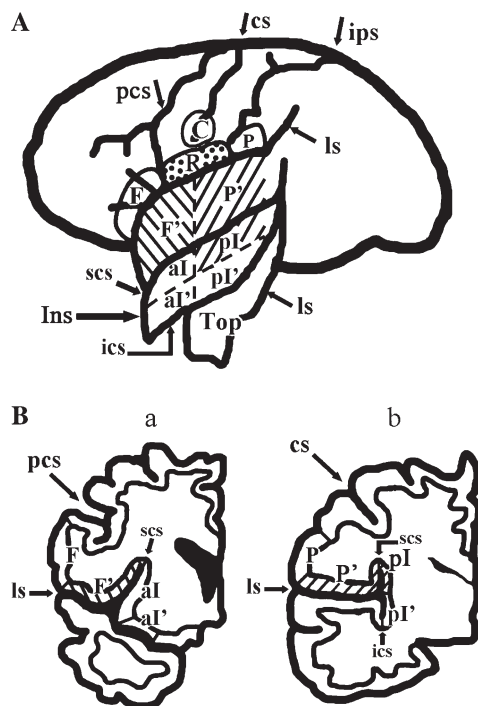 A
cs
ips
pcs
C
P
ls
R
F
P'
F'
pI
scs
aI
pI'
aI'
Ins
ls
Top
ics
B
a
b
pcs
cs
scs
scs
F
P
pI
F'
P'
ls
aI
ls
aI'
pI'
ics